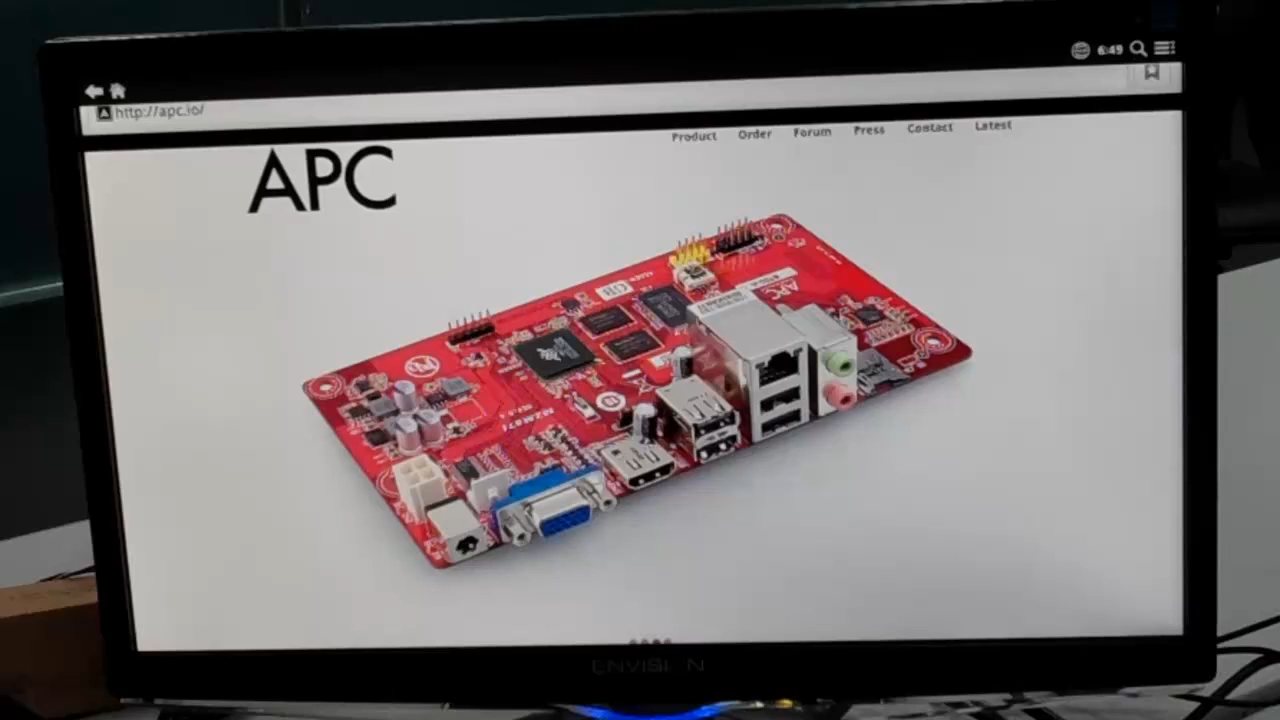 6:49
http://apc.io/
Product Order Forum Press Contact Latest
APC
APC
ENVISION